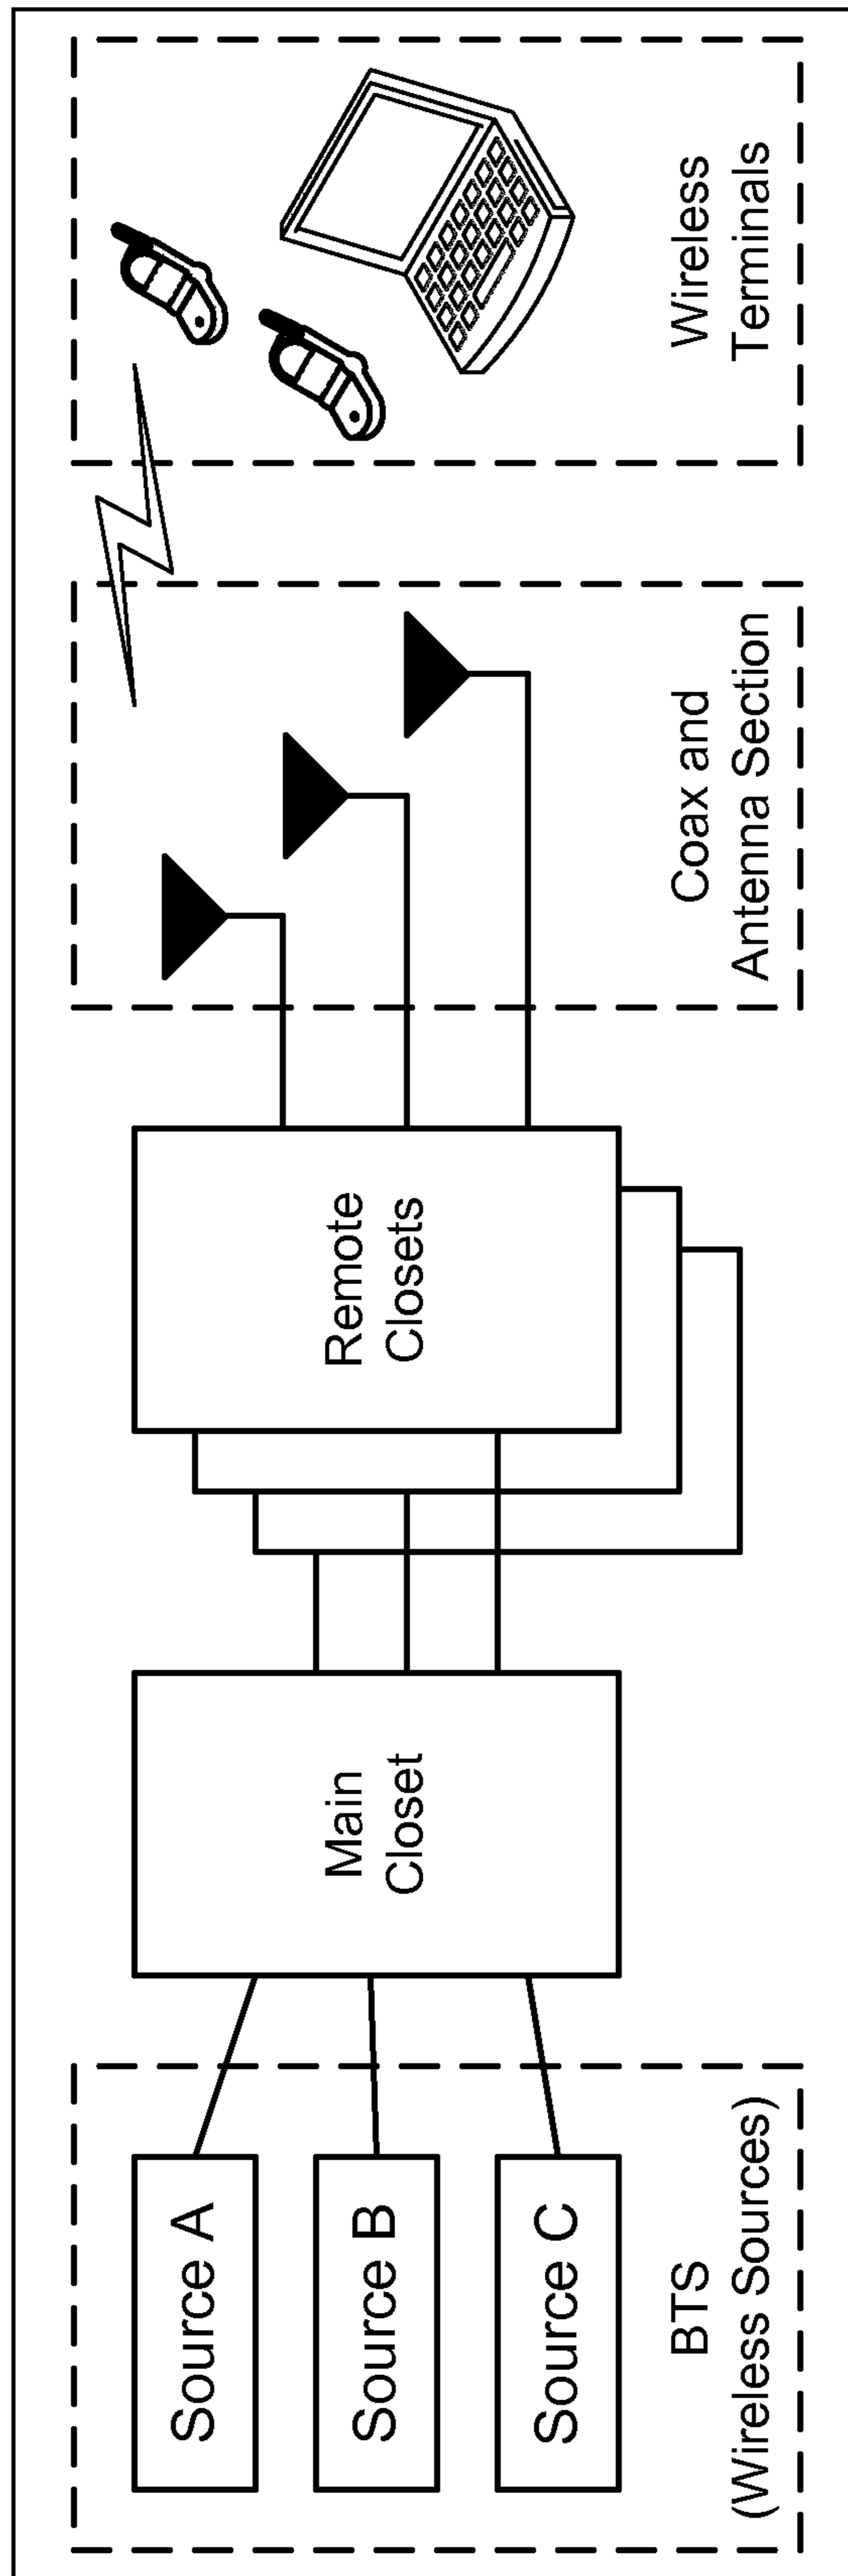 Source A
Source B
Source C
BTS
(Wireless Sources)
Main
Closet
Remote
Closets
Coax and
Antenna Section
Wireless
Terminals